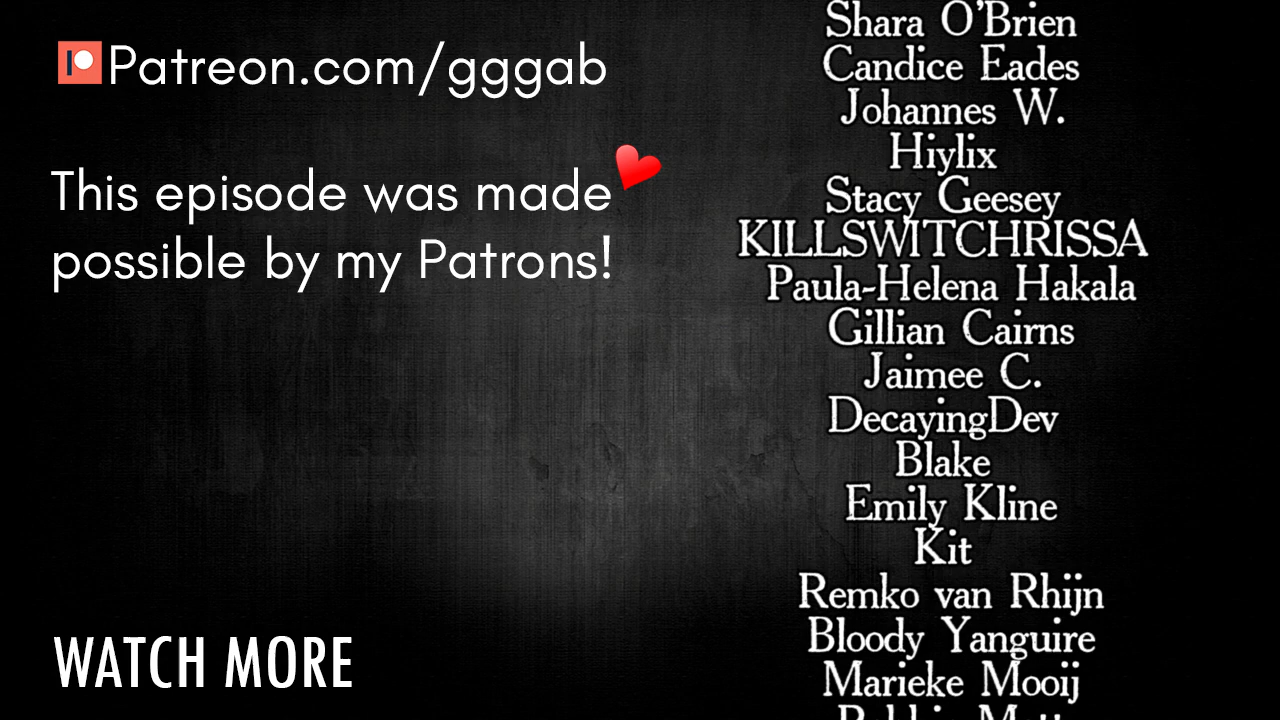 Patreon.com/gggab
This episode was made
possible by my Patrons!
WATCH MORE
Shara O'Brien
Candice Eades
Johannes W.
Hiylix
Stacy Geesey
KILLSWITCHRISSA
Paula-Helena Hakala
Gillian Cairns
Jaimee C.
DecayingDev
Blake
Emily Kline
Kit
Remko van Rhijn
Bloody Yanguire
Marieke Mooij